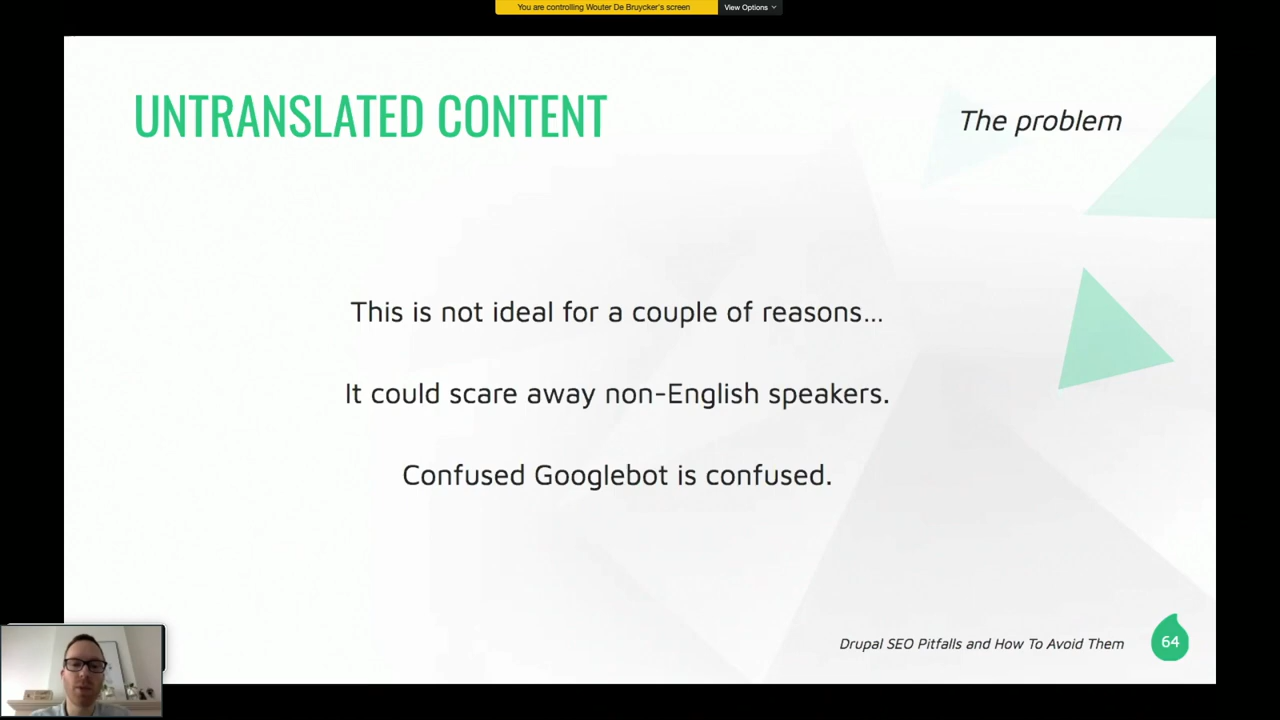 You are controlling Wouter De Bruycker's screen
View Options
UNTRANSLATED CONTENT
The problem
This is not ideal for a couple of reasons...
It could scare away non-English speakers.
Confused Googlebot is confused.
Drupal SEO Pitfalls and How To Avoid Them
64